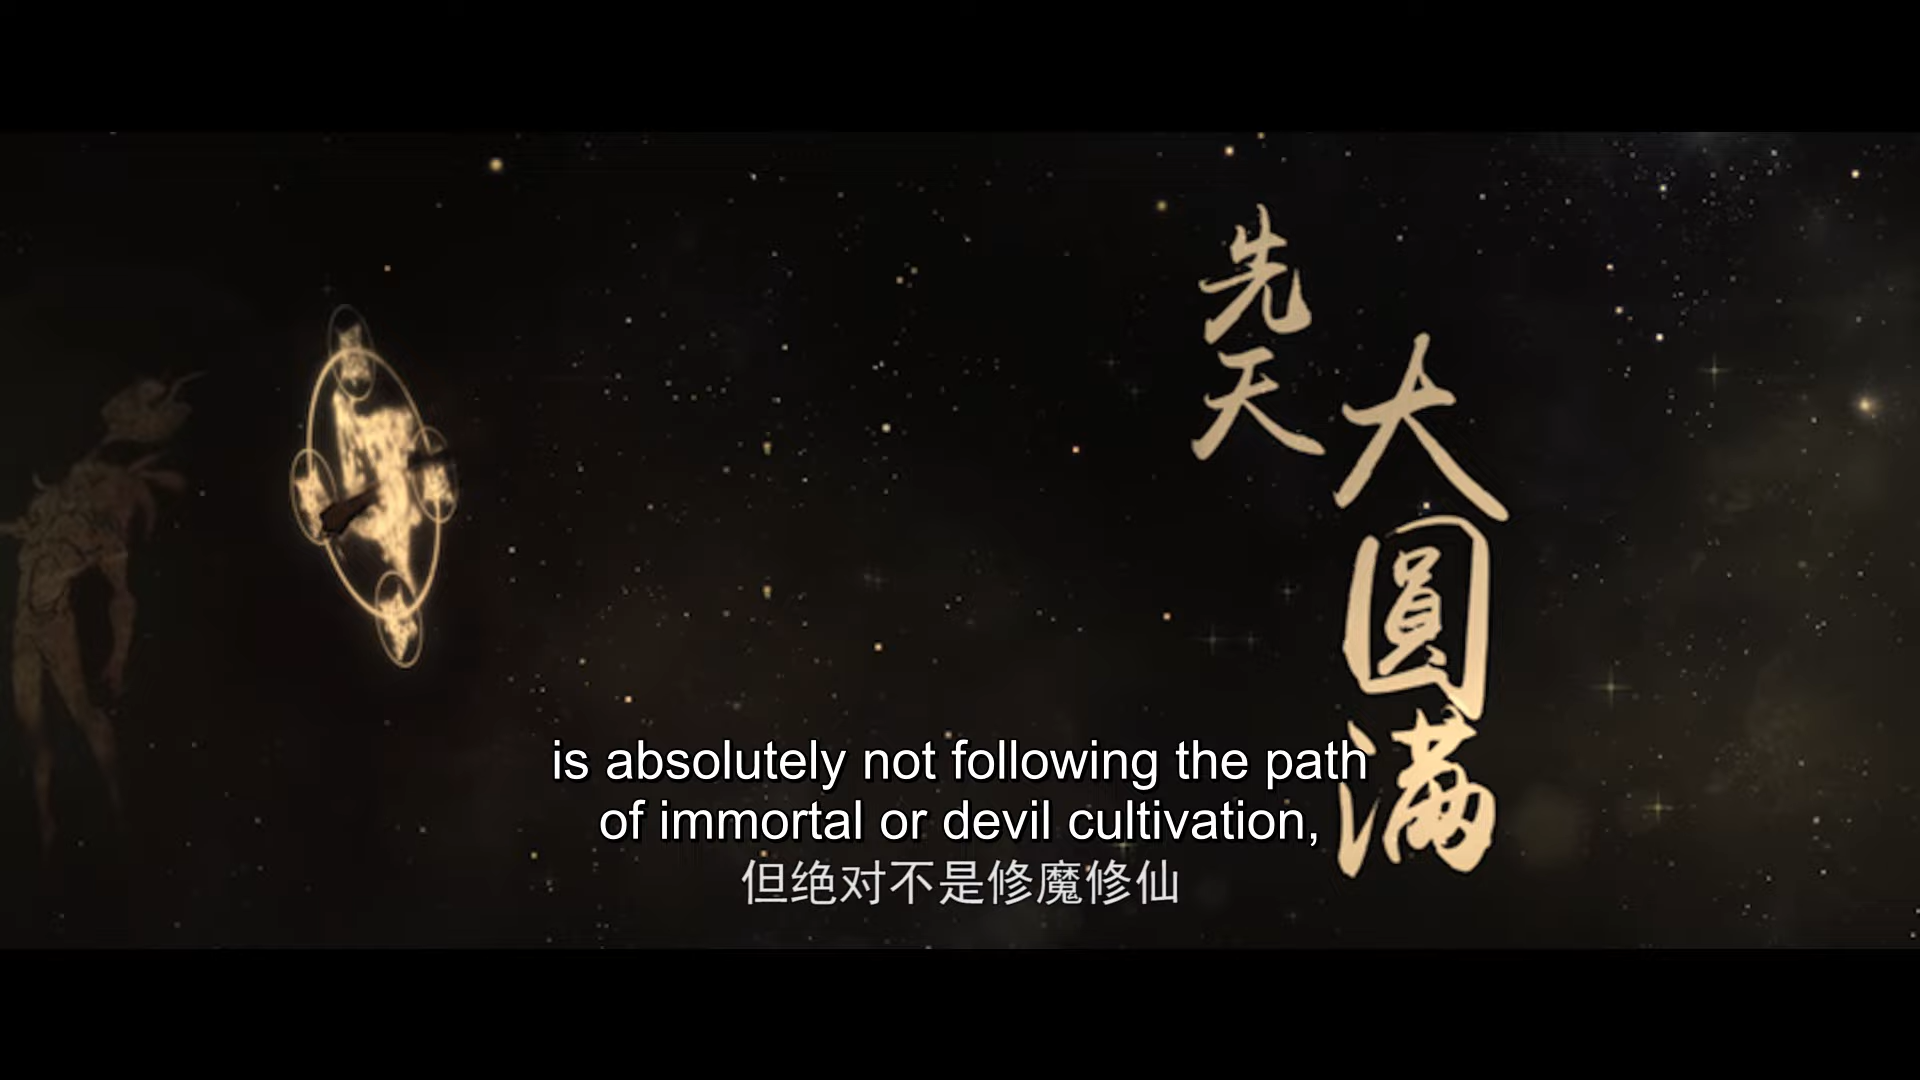 先天
大圓满
is absolutely not following the path
of immortal or devil cultivation,
但绝对不是修魔修仙